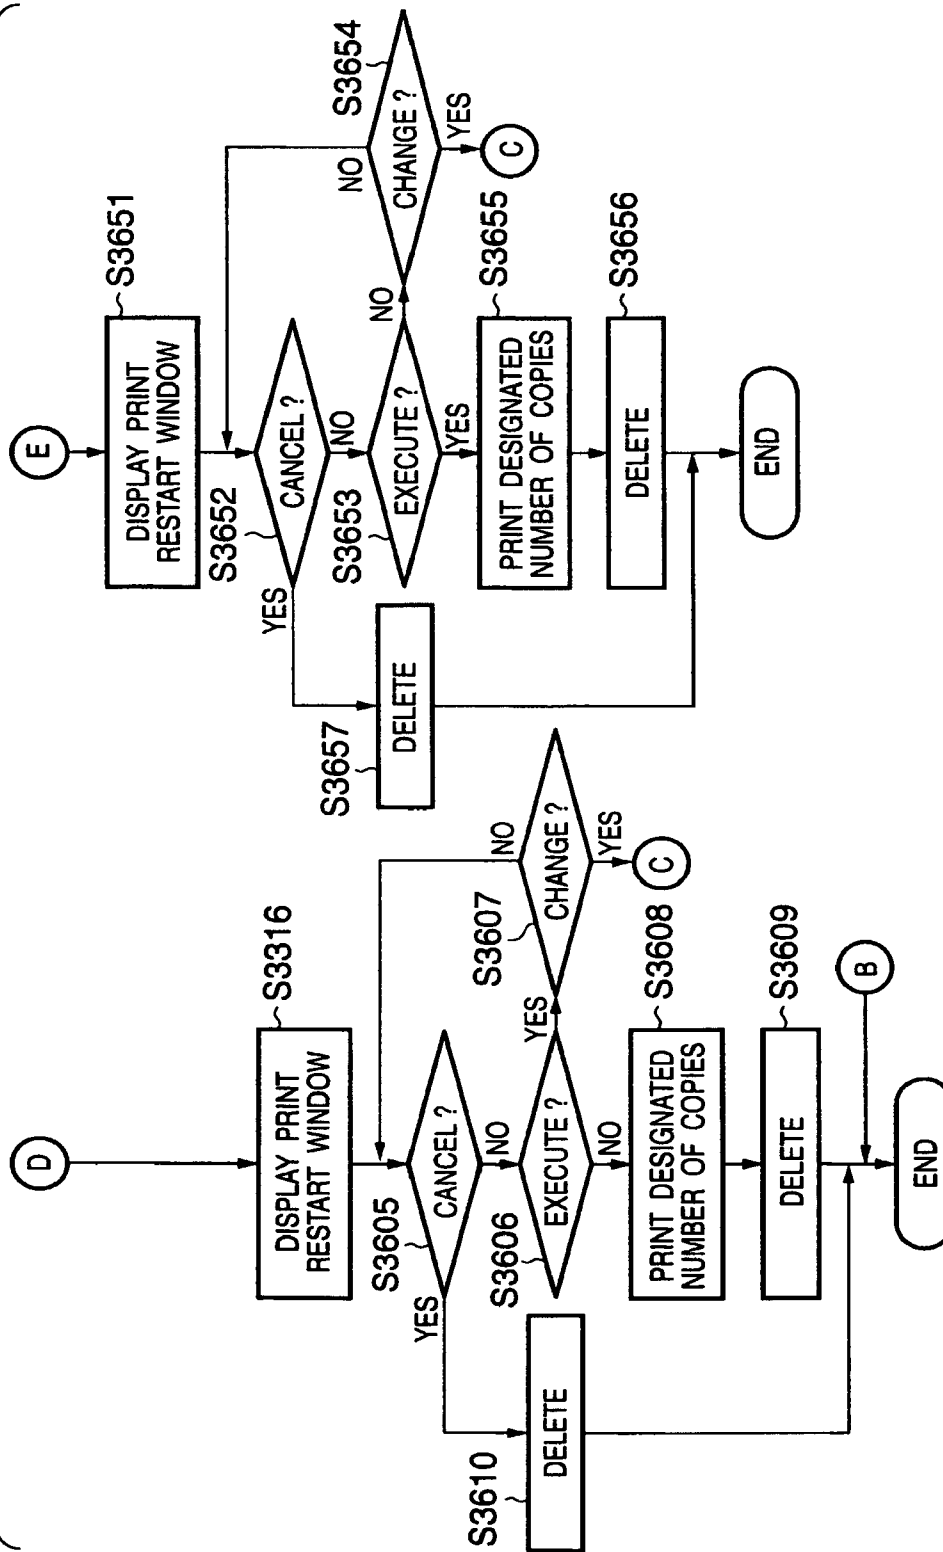 D
DISPLAY PRINT
RESTART WINDOW
S3316
CANCEL ?
S3605
YES
NO
EXECUTE ?
S3606
YES
NO
CHANGE ?
S3607
NO
YES
C
PRINT DESIGNATED
NUMBER OF COPIES
S3608
DELETE
S3609
DELETE
S3610
B
END
E
DISPLAY PRINT
RESTART WINDOW
S3651
CANCEL ?
S3652
YES
NO
EXECUTE ?
S3653
NO
YES
CHANGE ?
S3654
NO
YES
C
PRINT DESIGNATED
NUMBER OF COPIES
S3655
DELETE
S3656
DELETE
S3657
END